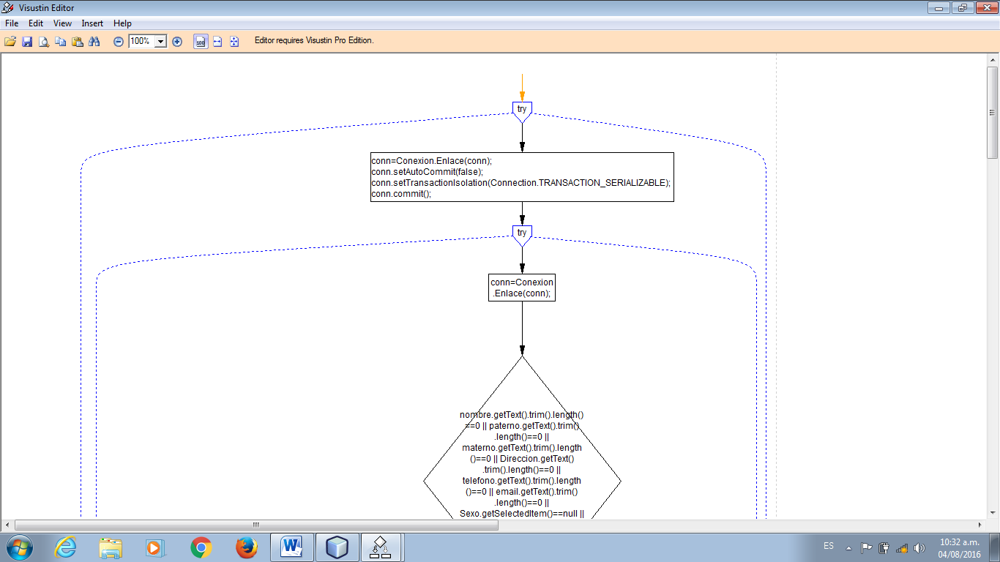 Visustin Editor
File Edit View Insert Help
100%
100
Editor requires Visustin Pro Edition.
try
conn=Conexion.Enlace(conn);
conn.setAutoCommit(false);
conn.setTransactionIsolation(Connection.TRANSACTION_SERIALIZABLE);
conn.commit();
try
conn=Conexion
.Enlace(conn);
nombre.getText().trim().length()
==0 || paterno.getText().trim()
.length()==0 ||
materno.getText().trim().length
()==0 || Direccion.getText()
.trim().length()==0 ||
telefono.getText().trim().length
()==0 || email.getText().trim()
.length()==0 ||
Sexo.getSelectedItem()==null ||
W
ES
10:32 a.m.
04/08/2016